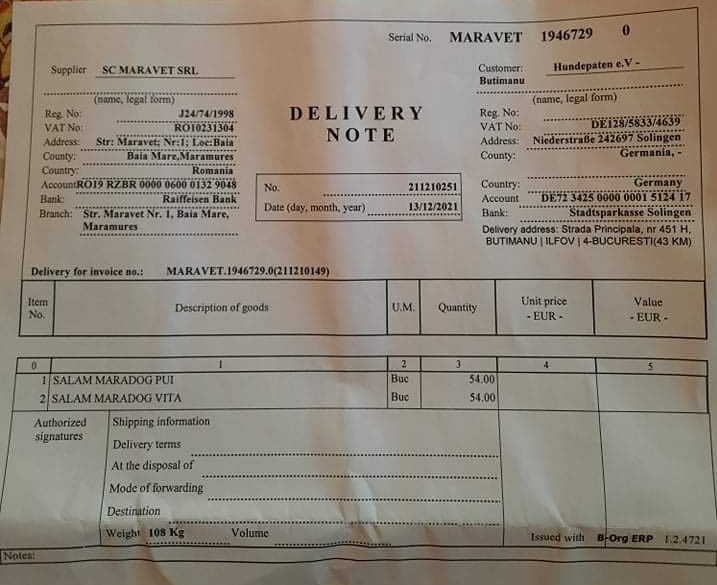 Serial No. MARAVET 1946729 0
Supplier SC MARAVET SRL
(name, legal form)
Reg. No: J24/74/1998
VAT No: RO10231304
Address: Str: Maravet; Nr:1; Loc:Baia
County: Baia Mare,Maramures
Country: Romania
Account RO19 RZBR 0000 0600 0132 9048
Bank: Raiffeisen Bank
Branch: Str. Maravet Nr. 1, Baia Mare,
Maramures
DELIVERY
NOTE
No. 211210251
Date (day, month, year) 13/12/2021
Customer: Hundepaten e.V -
Butimanu
(name, legal form)
Reg. No:
VAT No: DE128/5833/4639
Address: Niederstraße 242697 Solingen
County: Germania, -
Country: Germany
Account DE72 3425 0000 0001 5124 17
Bank: Stadtsparkasse Solingen
Delivery address: Strada Principala, nr 451 H,
BUTIMANU | ILFOV | 4-BUCURESTI(43 KM)
Delivery for invoice no.: MARAVET.1946729.0(211210149)
Item No. Description of goods U.M. Quantity Unit price - EUR - Value - EUR -
0 1 2 3 4 5
1 SALAM MARADOG PUI Buc 54.00
2 SALAM MARADOG VITA Buc 54.00
Authorized
signatures
Shipping information
Delivery terms
At the disposal of
Mode of forwarding
Destination
Weight 108 Kg Volume
Issued with B-Org ERP 1.2.4721
Notes: